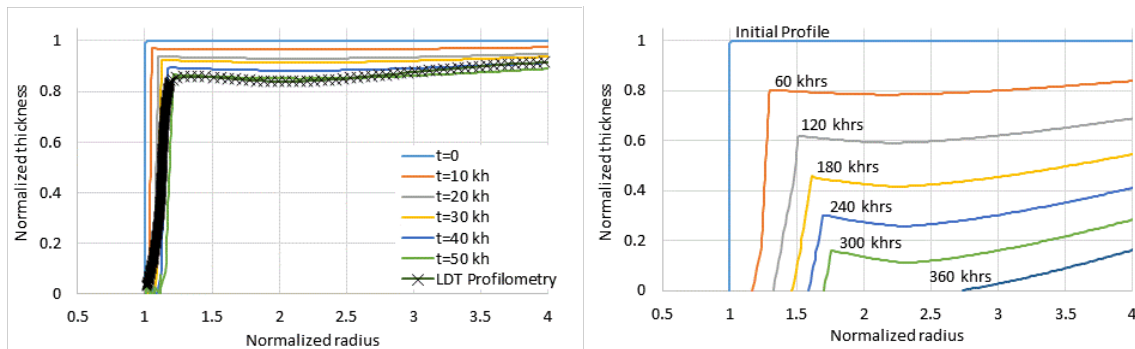 Normalized thickness
1
0.8
0.6
0.4
0.2
0
t=0
t=10 kh
t=20 kh
t=30 kh
t=40 kh
t=50 kh
LDT Profilometry
0.5 1 1.5 2 2.5 3 3.5 4
Normalized radius
Normalized thickness
1
0.8
0.6
0.4
0.2
0
Initial Profile
60 khrs
120 khrs
180 khrs
240 khrs
300 khrs
360 khrs
0.5 1 1.5 2 2.5 3 3.5 4
Normalized radius